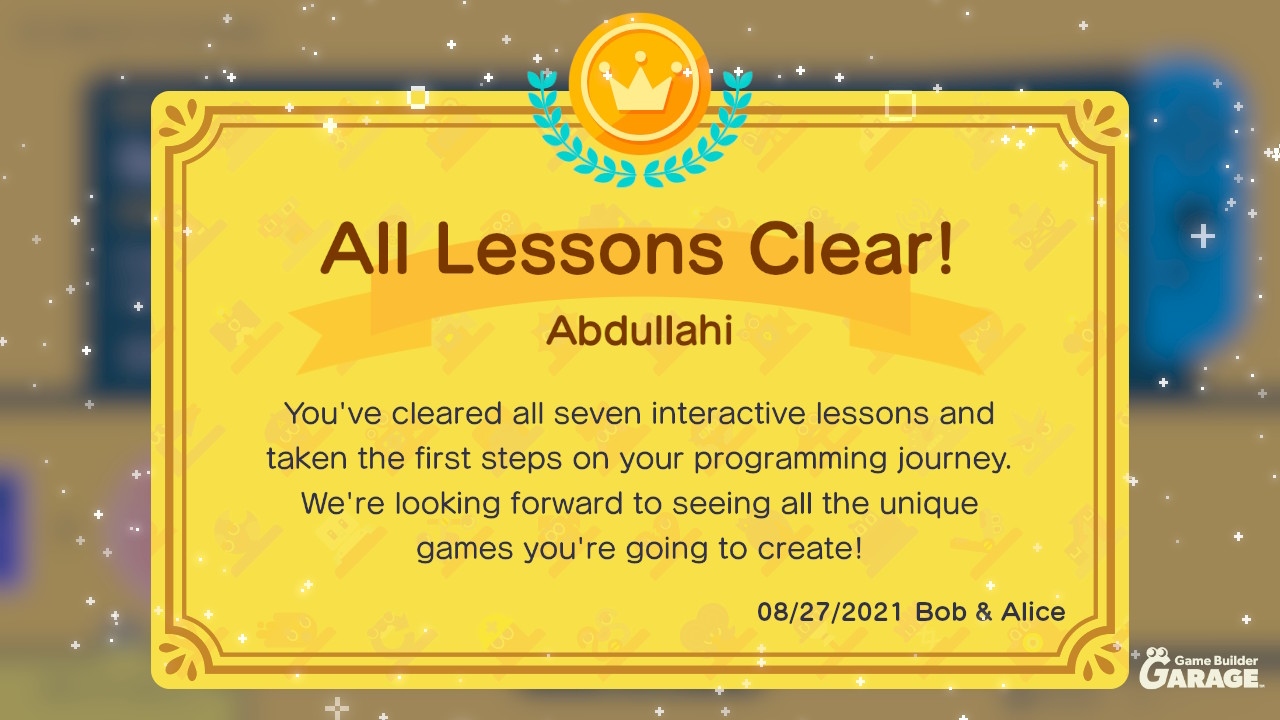 All Lessons Clear!
Abdullahi
You've cleared all seven interactive lessons and
taken the first steps on your programming journey.
We're looking forward to seeing all the unique
games you're going to create!
08/27/2021 Bob & Alice
Game Builder
GARAGE™